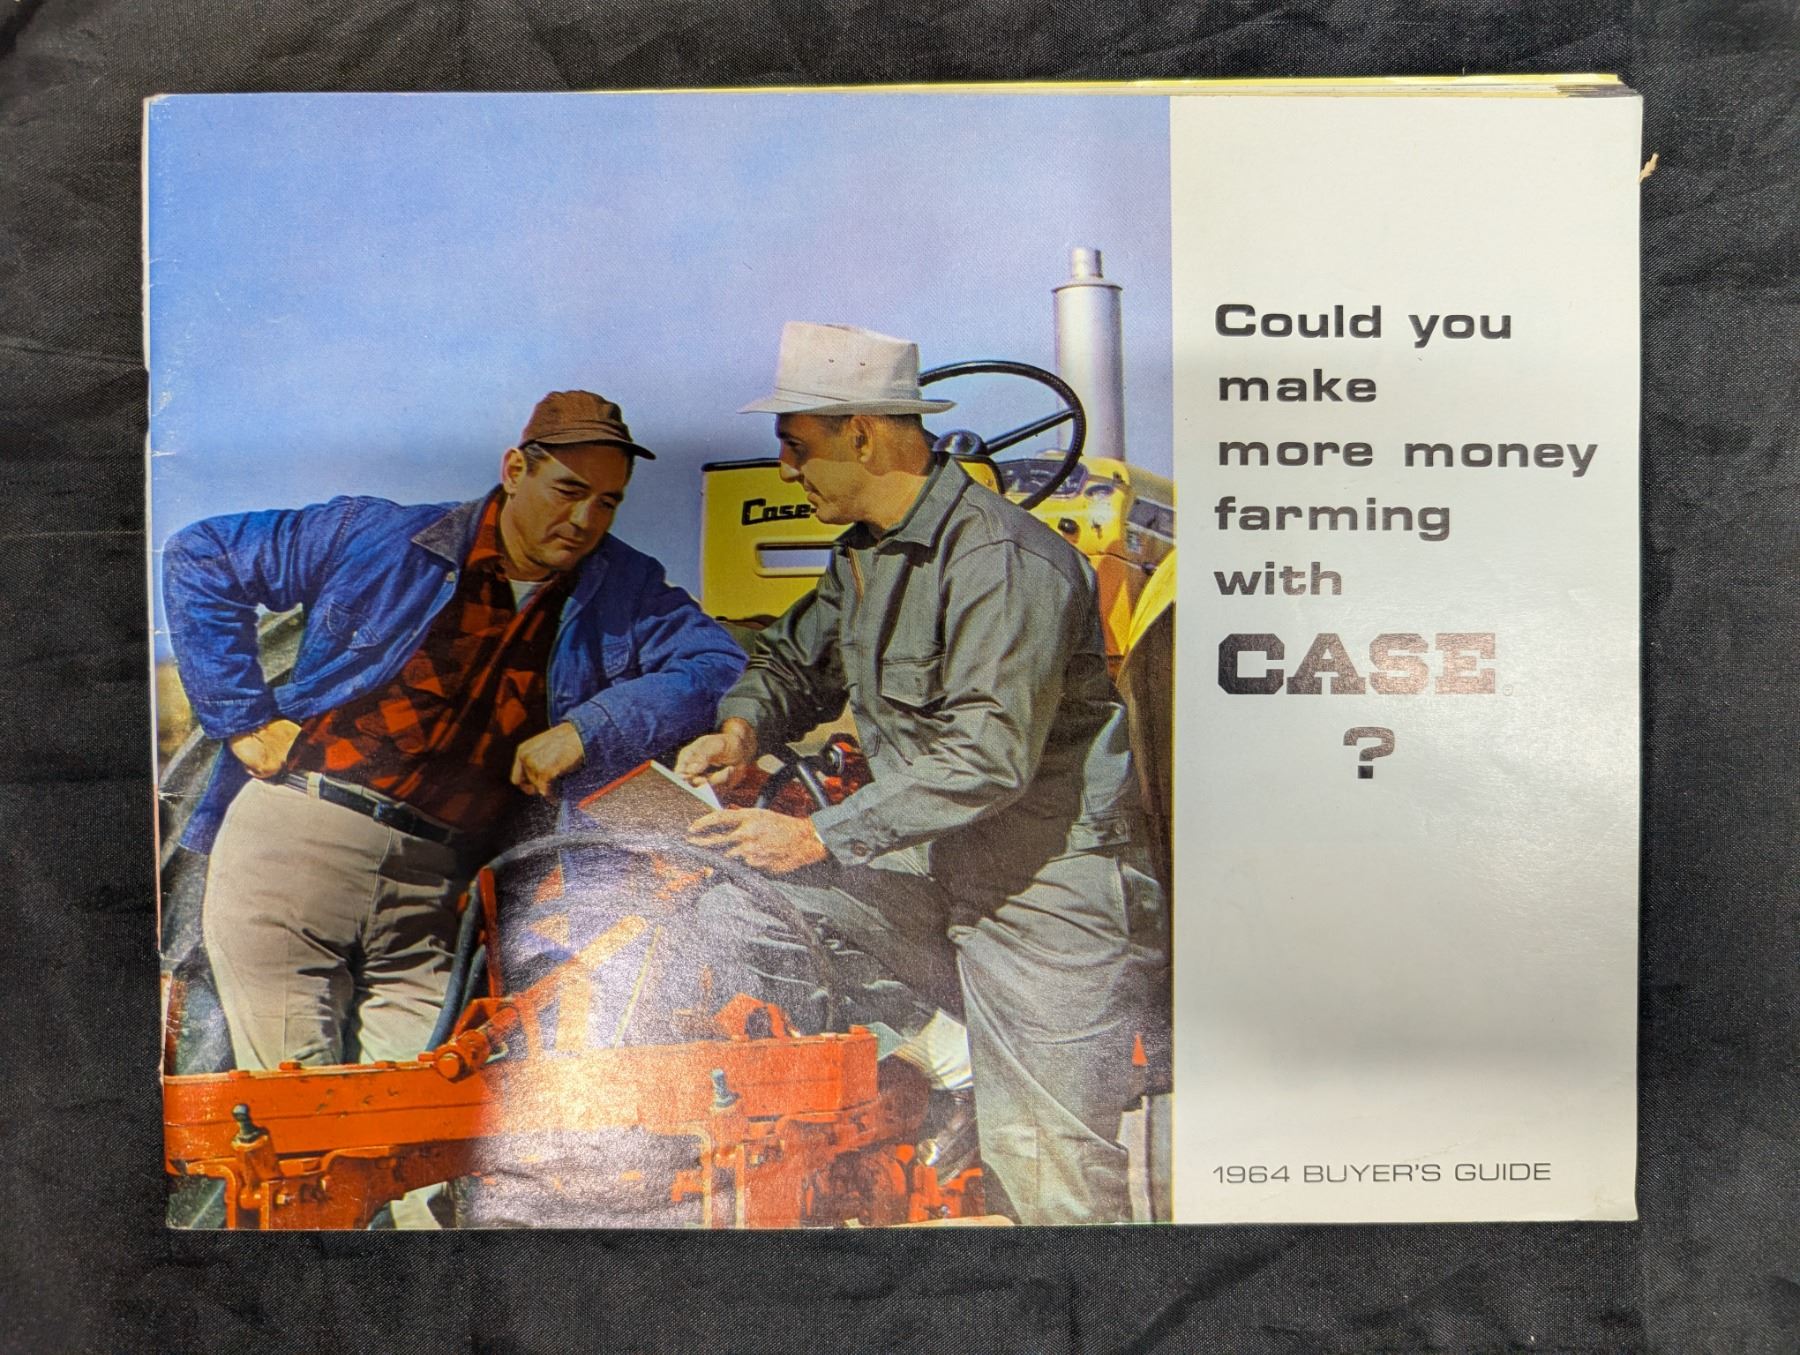 Case-
Could you
make
more money
farming
with
CASE®
?
1964 BUYER'S GUIDE